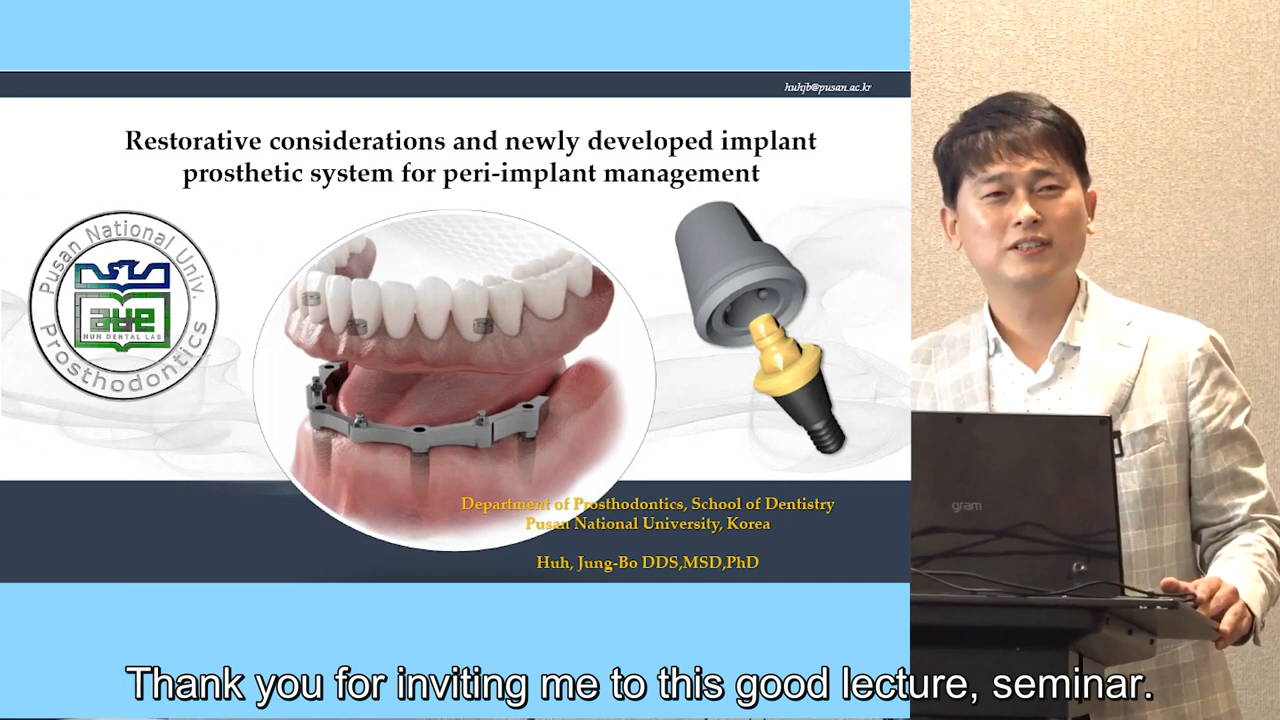 huhjb@pusan.ac.kr
Restorative considerations and newly developed implant
prosthetic system for peri-implant management
Pusan National Univ.
HUH DENTAL LAB
Prosthodontics
Department of Prosthodontics, School of Dentistry
Pusan National University, Korea
Huh, Jung-Bo DDS,MSD,PhD
gram
Thank you for inviting me to this good lecture, seminar.